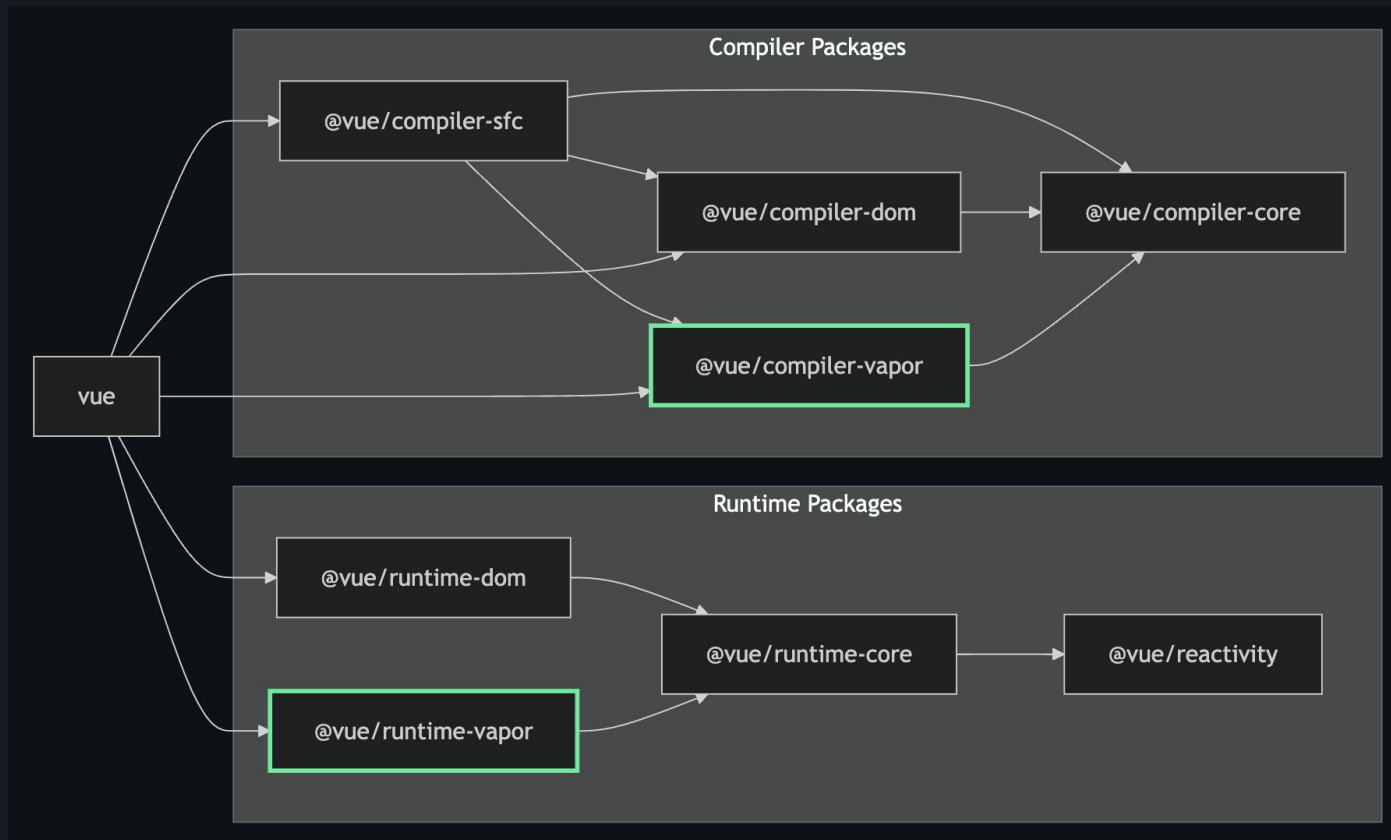 Compiler Packages
@vue/compiler-sfc
@vue/compiler-dom
@vue/compiler-core
@vue/compiler-vapor
vue
Runtime Packages
@vue/runtime-dom
@vue/runtime-core
@vue/reactivity
@vue/runtime-vapor